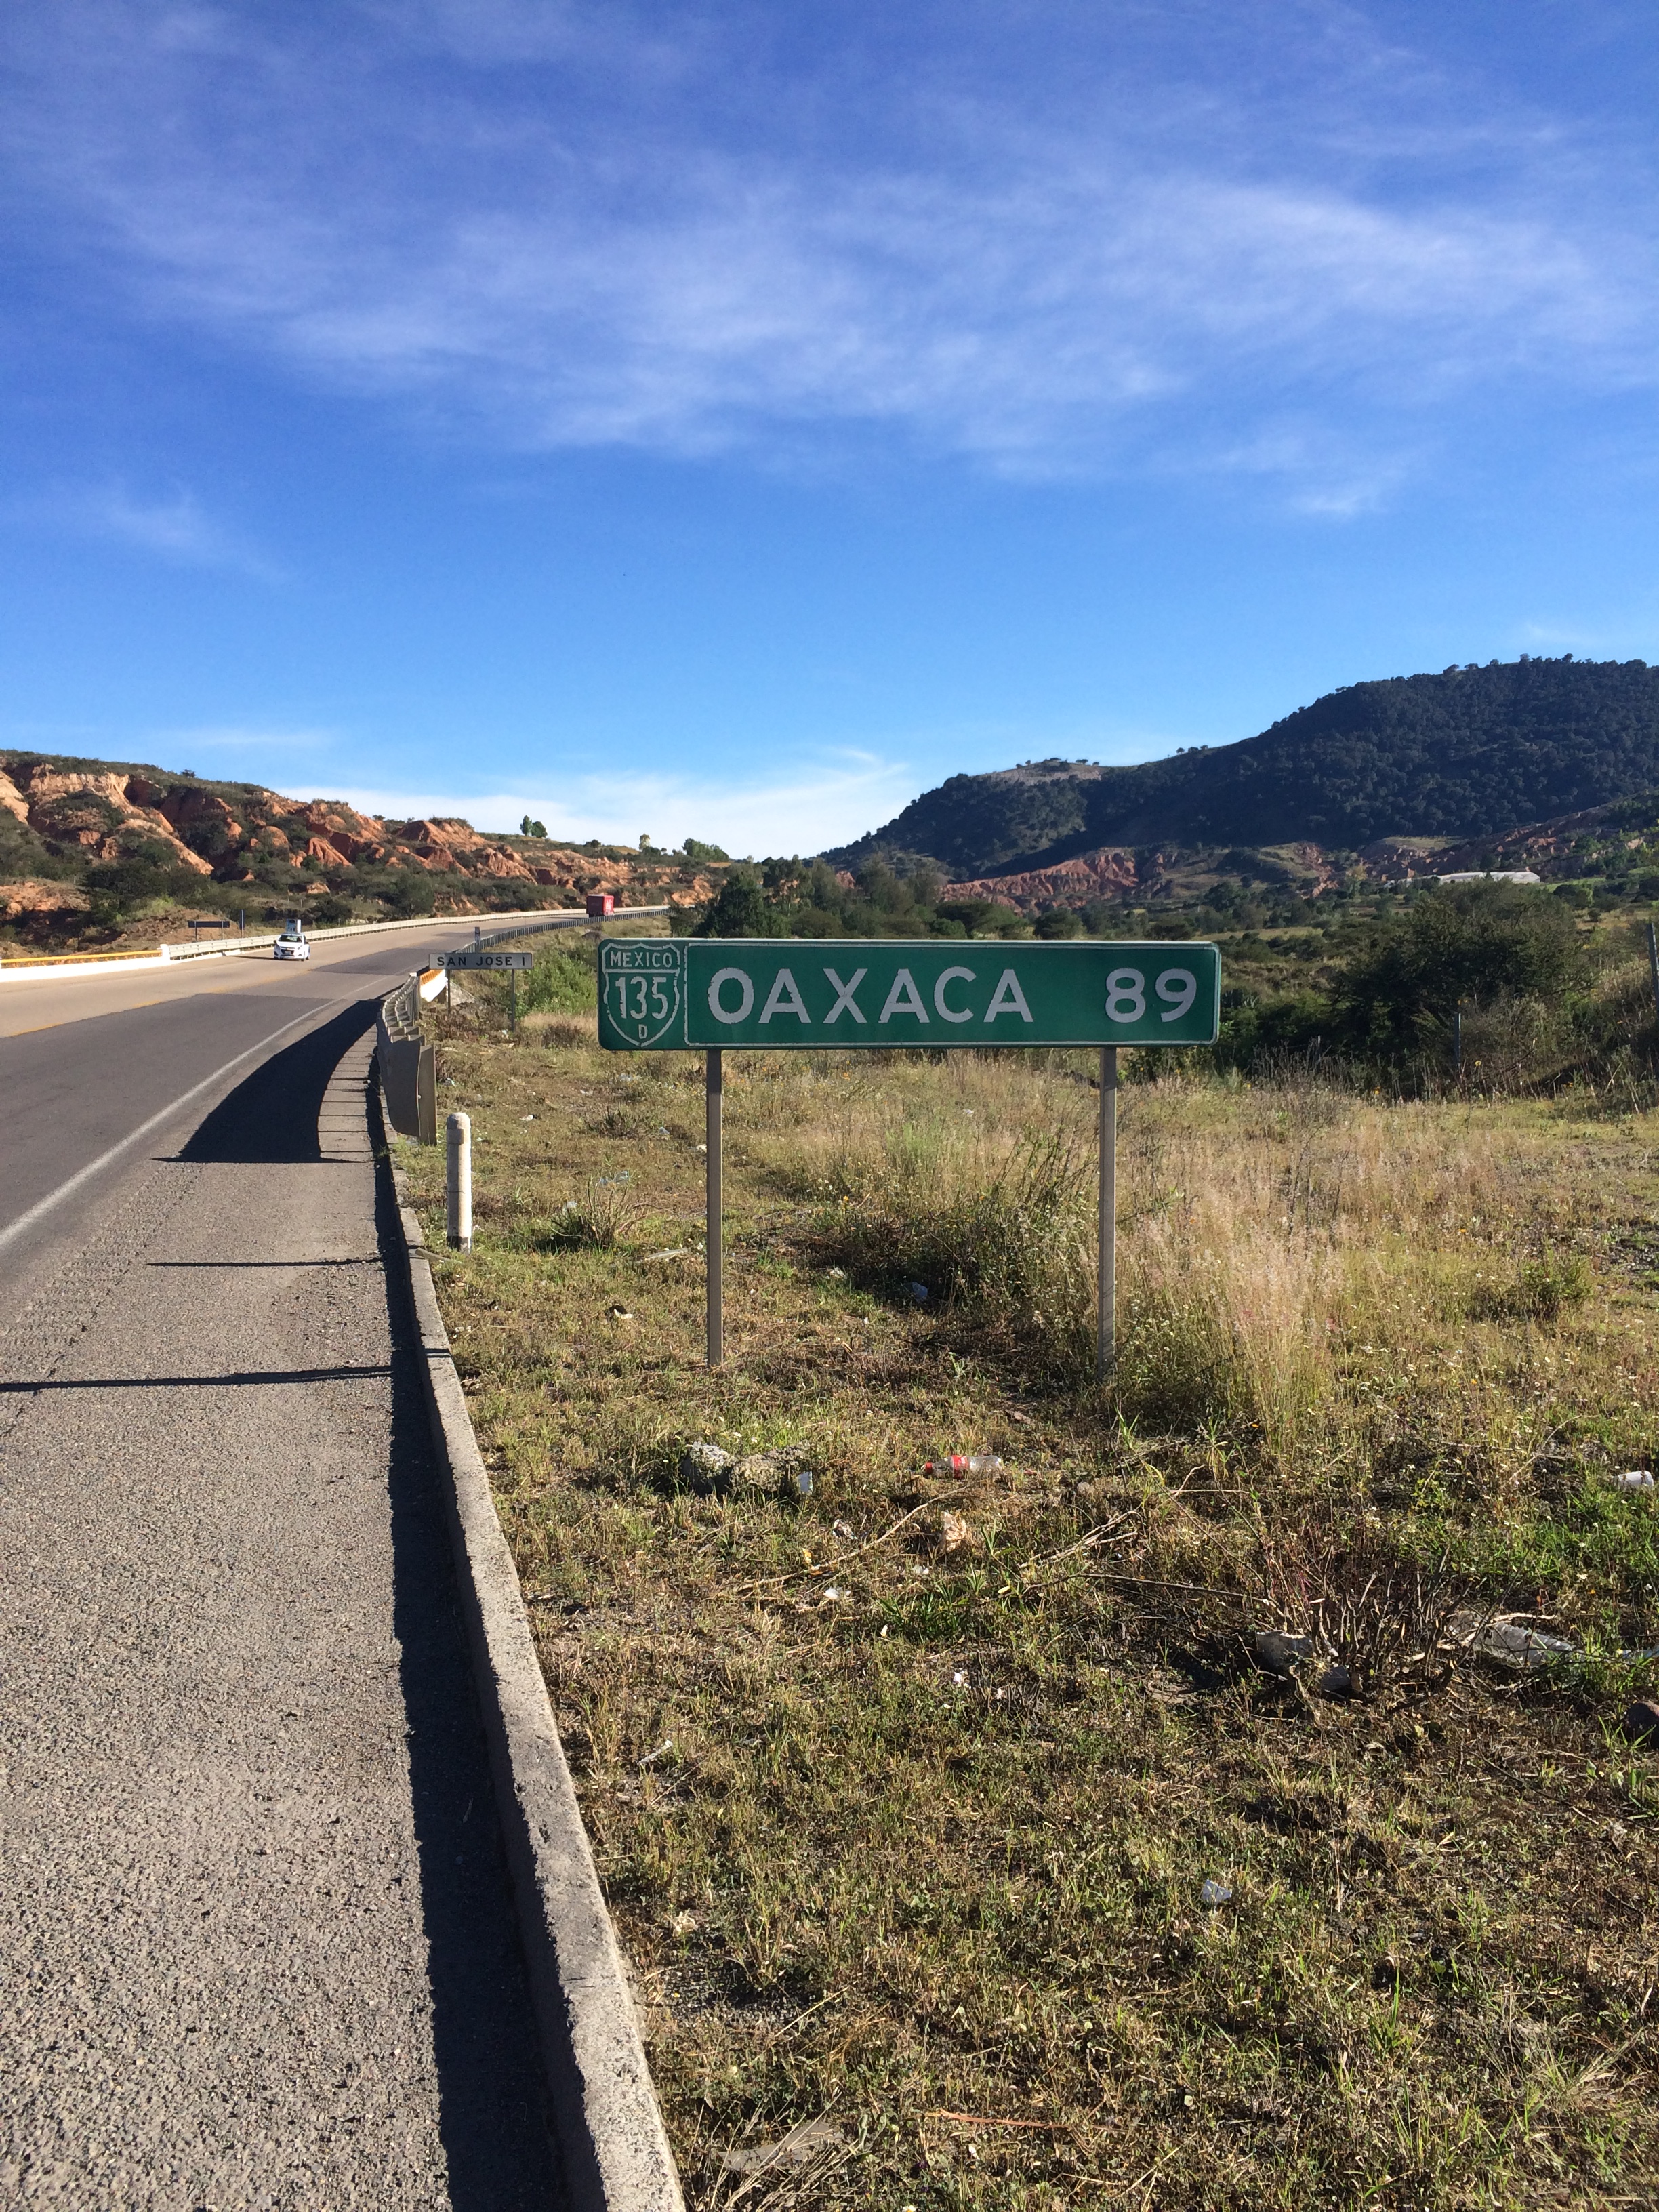 SAN JOSE I
MEXICO
135
D
OAXACA 89